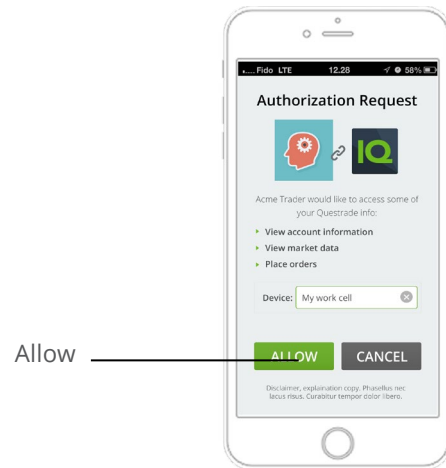 .... Fido LTE 12.28 58%
Authorization Request
IQ
Acme Trader would like to access some of
your Questrade info:
View account information
View market data
Place orders
Device: My work cell
Allow
ALLOW CANCEL
Disclaimer, explaination copy. Phasellus nec
lacus risus. Curabitur tempor dolor libero.